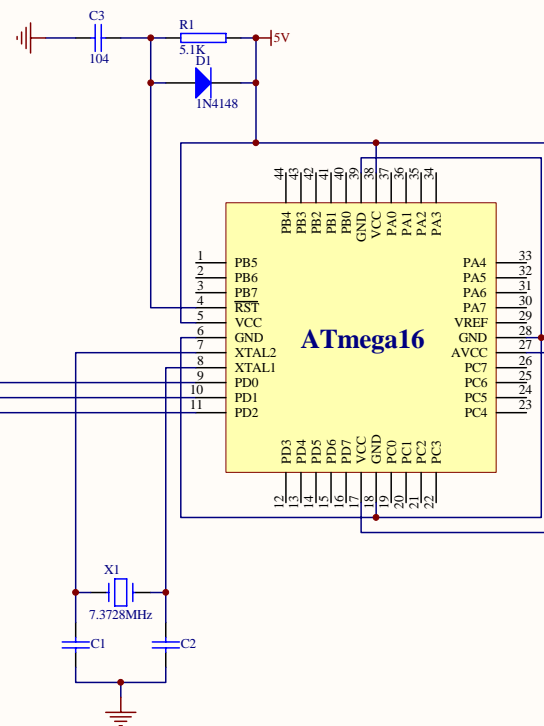 C3
104
R1
5.1K
5V
D1
1N4148
44 43 42 41 40 39 38 37 36 35 34
PB4 PB3 PB2 PB1 PB0 GND VCC PA0 PA1 PA2 PA3
1 PB5
2 PB6
3 PB7
4 RST
5 VCC
6 GND
7 XTAL2
8 XTAL1
9 PD0
10 PD1
11 PD2
ATmega16
PA4 33
PA5 32
PA6 31
PA7 30
VREF 29
GND 28
AVCC 27
PC7 26
PC6 25
PC5 24
PC4 23
PD3 PD4 PD5 PD6 PD7 VCC GND PC0 PC1 PC2 PC3
12 13 14 15 16 17 18 19 20 21 22
X1
7.3728MHz
C1
C2